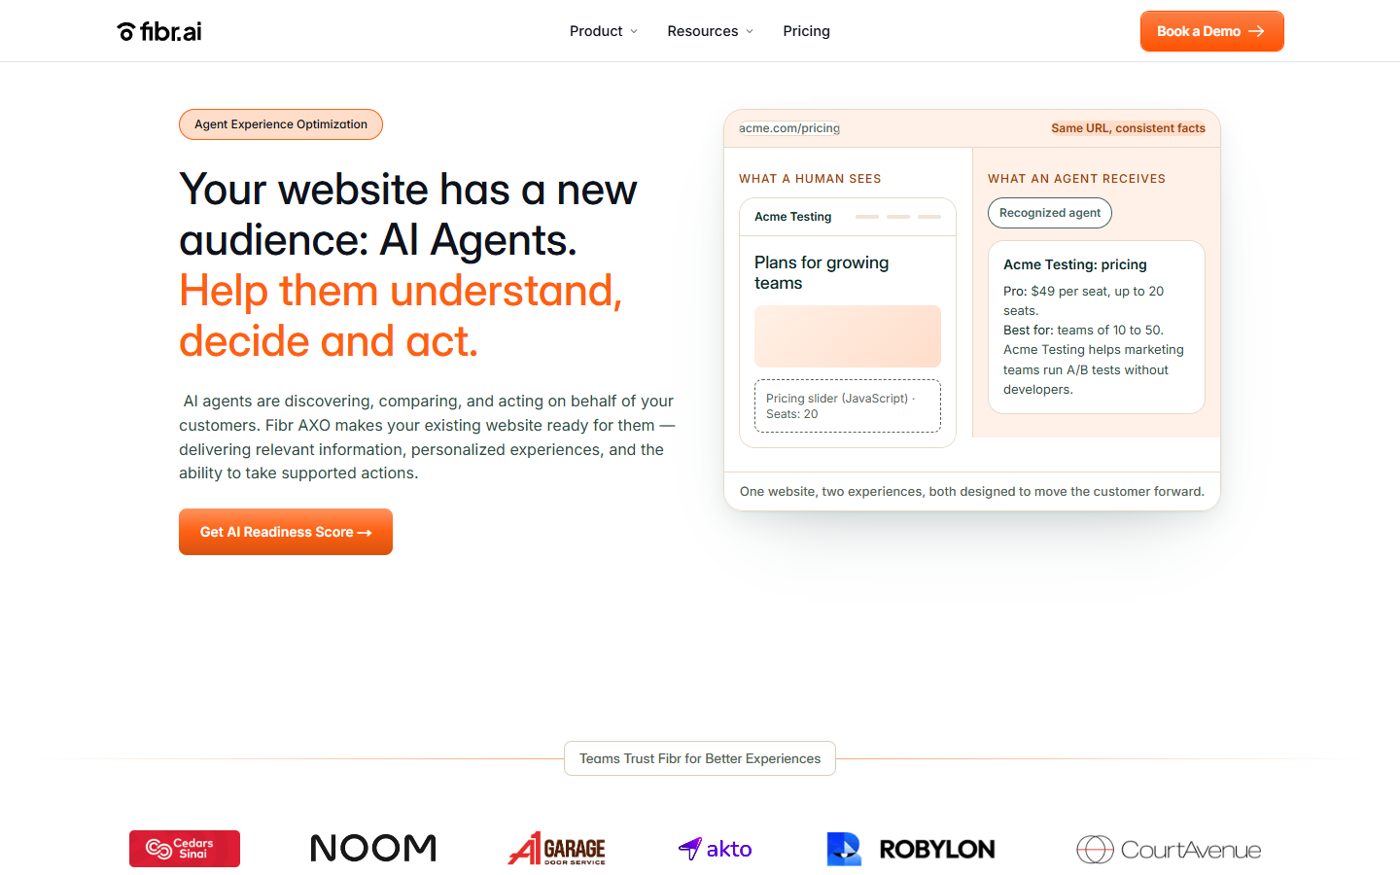 fibr.ai
Product
Resources
Pricing
Book a Demo →
Agent Experience Optimization
Your website has a new
audience: AI Agents.
Help them understand,
decide and act.
AI agents are discovering, comparing, and acting on behalf of your
customers. Fibr AXO makes your existing website ready for them —
delivering relevant information, personalized experiences, and the
ability to take supported actions.
Get AI Readiness Score →
acme.com/pricing
Same URL, consistent facts
WHAT A HUMAN SEES
Acme Testing
Plans for growing
teams
Pricing slider (JavaScript) ·
Seats: 20
WHAT AN AGENT RECEIVES
Recognized agent
Acme Testing: pricing
Pro: $49 per seat, up to 20
seats.
Best for: teams of 10 to 50.
Acme Testing helps marketing
teams run A/B tests without
developers.
One website, two experiences, both designed to move the customer forward.
Teams Trust Fibr for Better Experiences
Cedars
Sinai
NOOM
A1 GARAGE
DOOR SERVICE
akto
ROBYLON
CourtAvenue